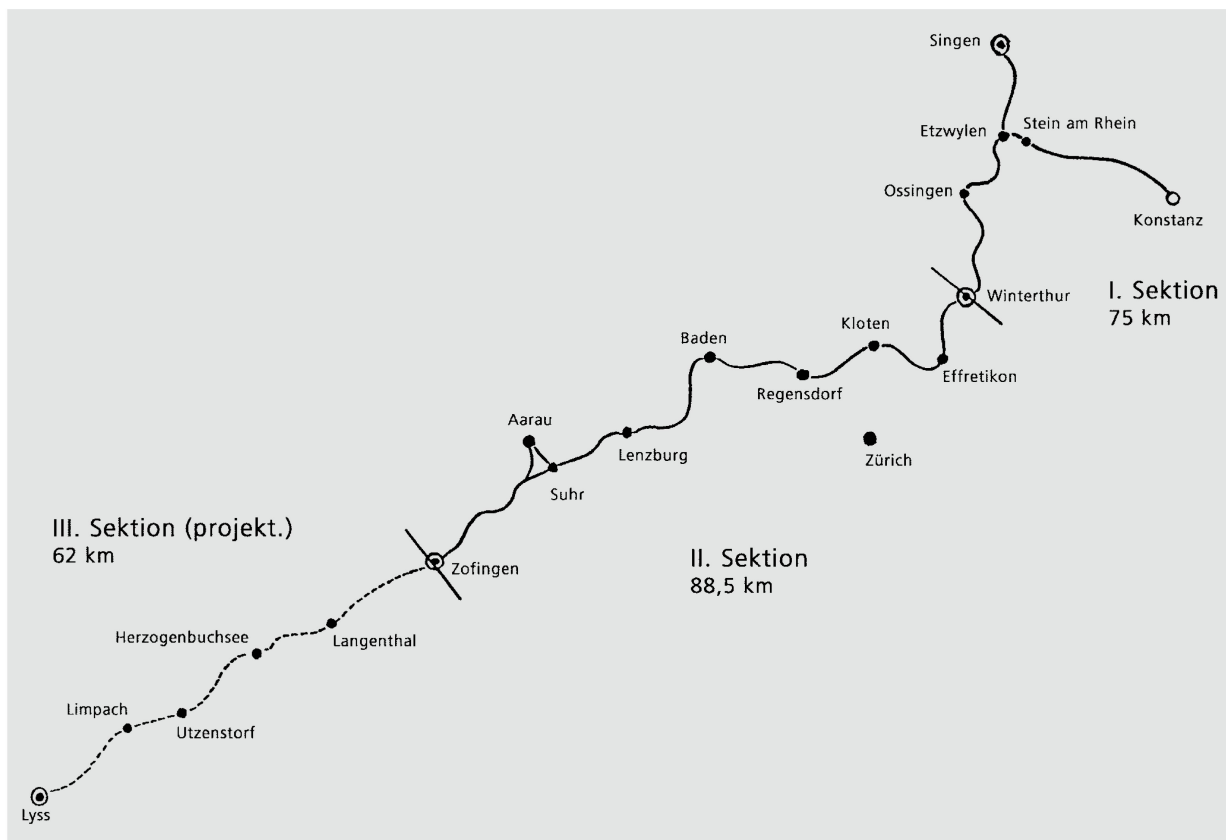 Singen
Etzwylen
Stein am Rhein
Ossingen
Konstanz
Winterthur
I. Sektion
75 km
Kloten
Baden
Effretikon
Regensdorf
Aarau
Lenzburg
Zürich
Suhr
III. Sektion (projekt.)
62 km
Zofingen
II. Sektion
88,5 km
Herzogenbuchsee
Langenthal
Limpach
Utzenstorf
Lyss